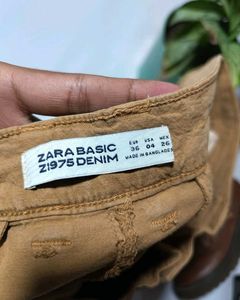 ZARA BASIC
Z1975 DENIM
EUR USA MEX
36 04 26
MADE IN BANGLADESH